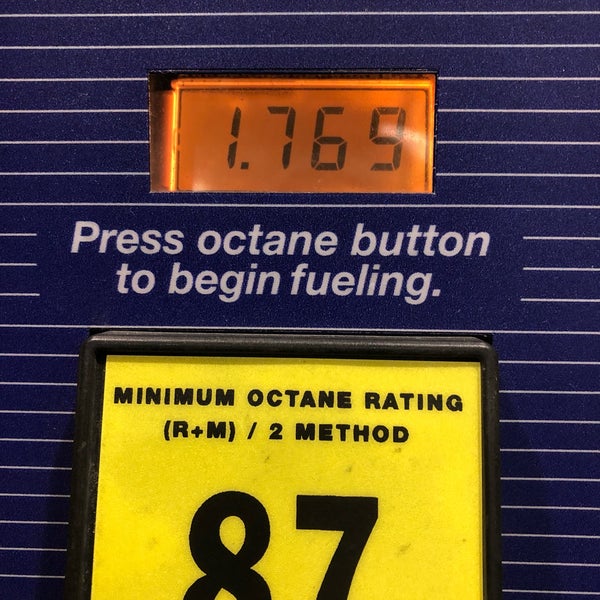 1.769
Press octane button
to begin fueling.
MINIMUM OCTANE RATING
(R+M) / 2 METHOD
87